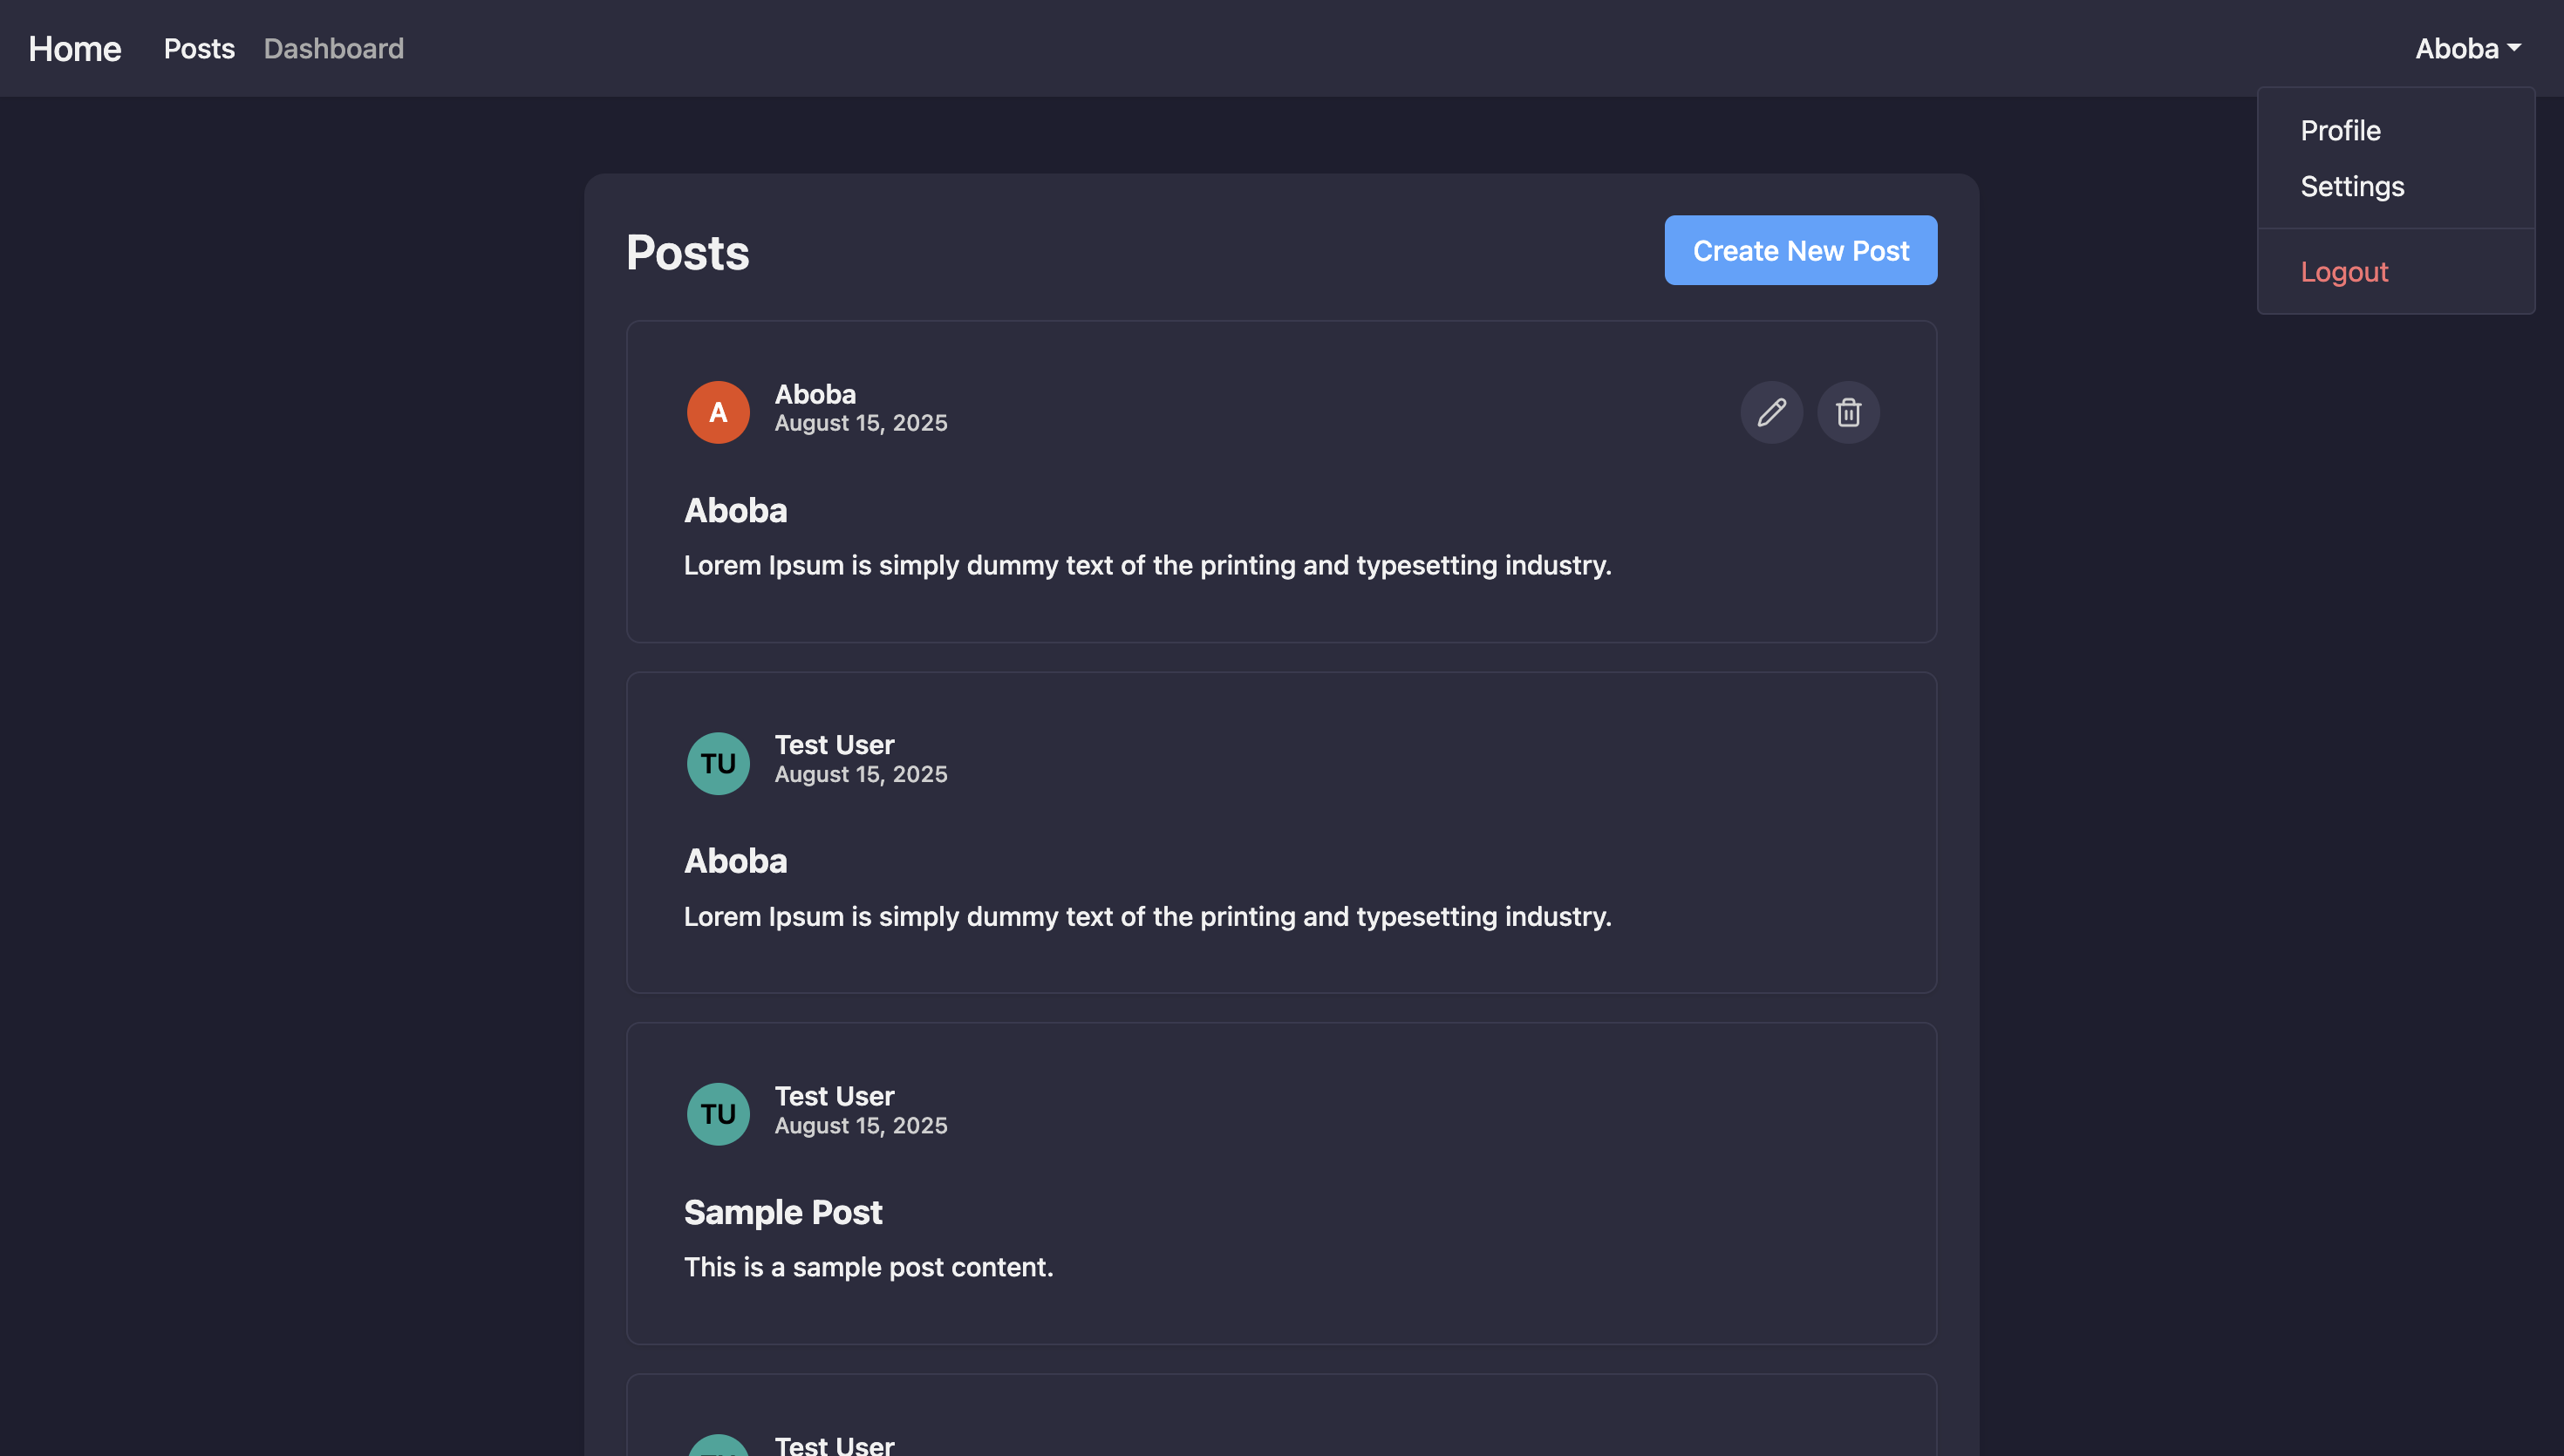 Home Posts Dashboard Aboba
Profile
Settings
Logout
Posts Create New Post
A Aboba
August 15, 2025
Aboba
Lorem Ipsum is simply dummy text of the printing and typesetting industry.
TU Test User
August 15, 2025
Aboba
Lorem Ipsum is simply dummy text of the printing and typesetting industry.
TU Test User
August 15, 2025
Sample Post
This is a sample post content.
Test User